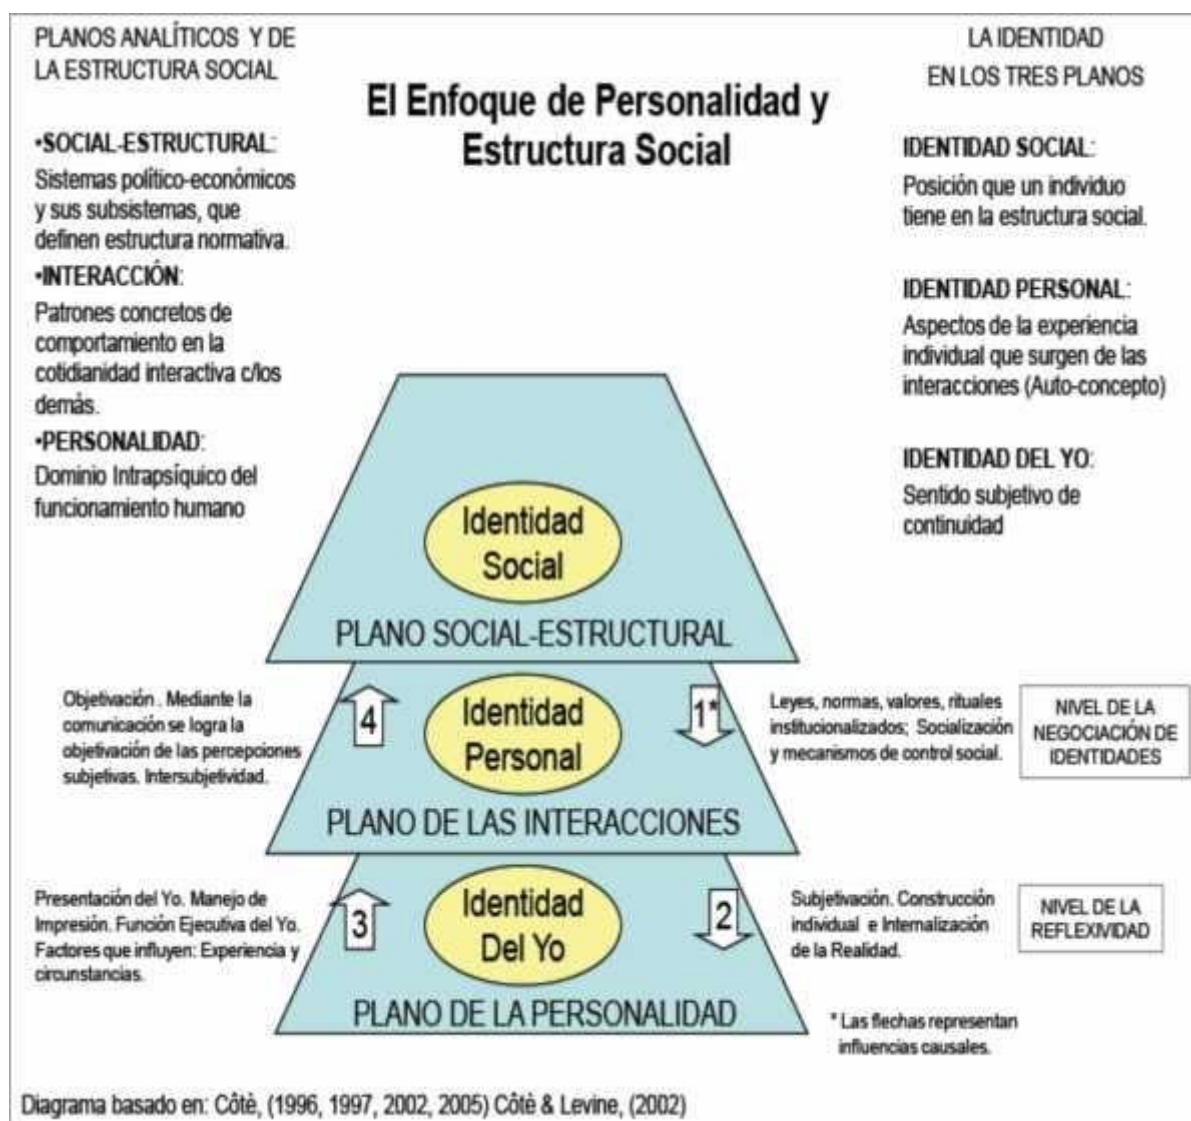 PLANOS ANALÍTICOS Y DE
LA ESTRUCTURA SOCIAL
•SOCIAL-ESTRUCTURAL:
Sistemas político-económicos
y sus subsistemas, que
definen estructura normativa.
•INTERACCIÓN:
Patrones concretos de
comportamiento en la
cotidianidad interactiva c/los
demás.
•PERSONALIDAD:
Dominio Intrapsíquico del
funcionamiento humano
El Enfoque de Personalidad y
Estructura Social
LA IDENTIDAD
EN LOS TRES PLANOS
IDENTIDAD SOCIAL:
Posición que un individuo
tiene en la estructura social.
IDENTIDAD PERSONAL:
Aspectos de la experiencia
individual que surgen de las
interacciones (Auto-concepto)
IDENTIDAD DEL YO:
Sentido subjetivo de
continuidad
Identidad
Social
PLANO SOCIAL-ESTRUCTURAL
Objetivación . Mediante la
comunicación se logra la
objetivación de las percepciones
subjetivas. Intersubjetividad.
4
Identidad
Personal
1*
Leyes, normas, valores, rituales
institucionalizados; Socialización
y mecanismos de control social.
NIVEL DE LA
NEGOCIACIÓN DE
IDENTIDADES
PLANO DE LAS INTERACCIONES
Presentación del Yo. Manejo de
Impresión. Función Ejecutiva del Yo.
Factores que influyen: Experiencia y
circunstancias.
3
Identidad
Del Yo
2
Subjetivación. Construcción
individual e Internalización
de la Realidad.
NIVEL DE LA
REFLEXIVIDAD
PLANO DE LA PERSONALIDAD
* Las flechas representan
influencias causales.
Diagrama basado en: Côtè, (1996, 1997, 2002, 2005) Côtè & Levine, (2002)